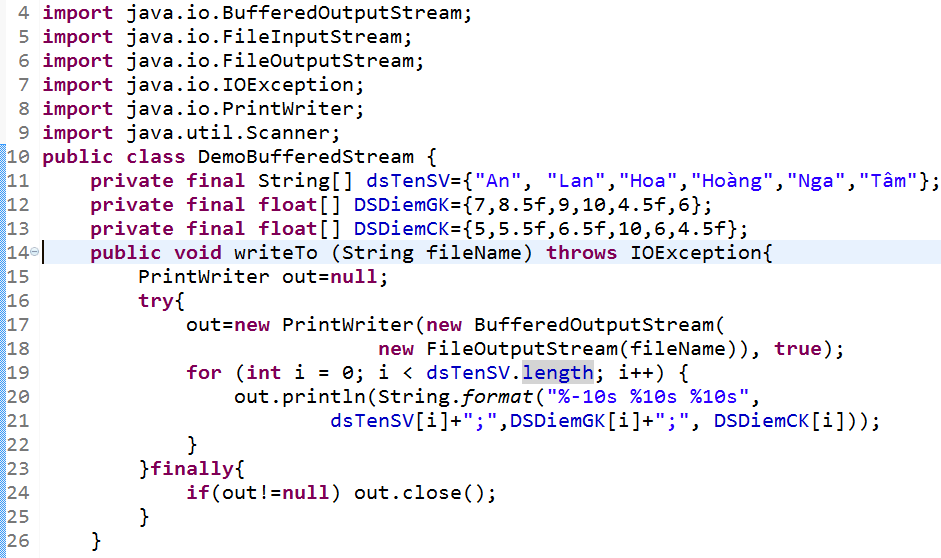 4 import java.io.BufferedOutputStream;
5 import java.io.FileInputStream;
6 import java.io.FileOutputStream;
7 import java.io.IOException;
8 import java.io.PrintWriter;
9 import java.util.Scanner;
10 public class DemoBufferedStream {
11     private final String[] dsTenSV={"An", "Lan","Hoa","Hoàng","Nga","Tâm"};
12     private final float[] DSDiemGK={7,8.5f,9,10,4.5f,6};
13     private final float[] DSDiemCK={5,5.5f,6.5f,10,6,4.5f};
14     public void writeTo (String fileName) throws IOException{
15         PrintWriter out=null;
16         try{
17             out=new PrintWriter(new BufferedOutputStream(
18                             new FileOutputStream(fileName)), true);
19             for (int i = 0; i < dsTenSV.length; i++) {
20                 out.println(String.format("%-10s %10s %10s",
21                         dsTenSV[i]+";",DSDiemGK[i]+";", DSDiemCK[i]));
22             }
23         }finally{
24             if(out!=null) out.close();
25         }
26     }